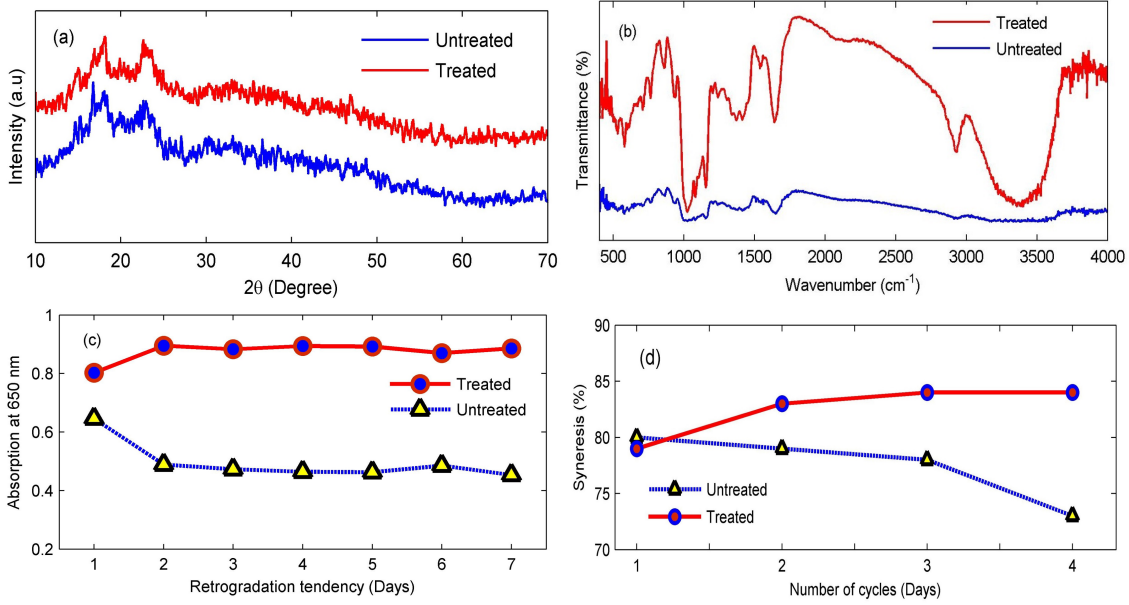 (a)
Untreated
Treated
Intensity (a.u)
10 20 30 40 50 60 70
2θ (Degree)
(b)
Treated
Untreated
Transmittance (%)
500 1000 1500 2000 2500 3000 3500 4000
Wavenumber (cm-1)
(c)
1
0.8
0.6
0.4
0.2
Absorption at 650 nm
Treated
Untreated
1 2 3 4 5 6 7
Retrogradation tendency (Days)
(d)
90
85
80
75
70
Syneresis (%)
Untreated
Treated
1 2 3 4
Number of cycles (Days)